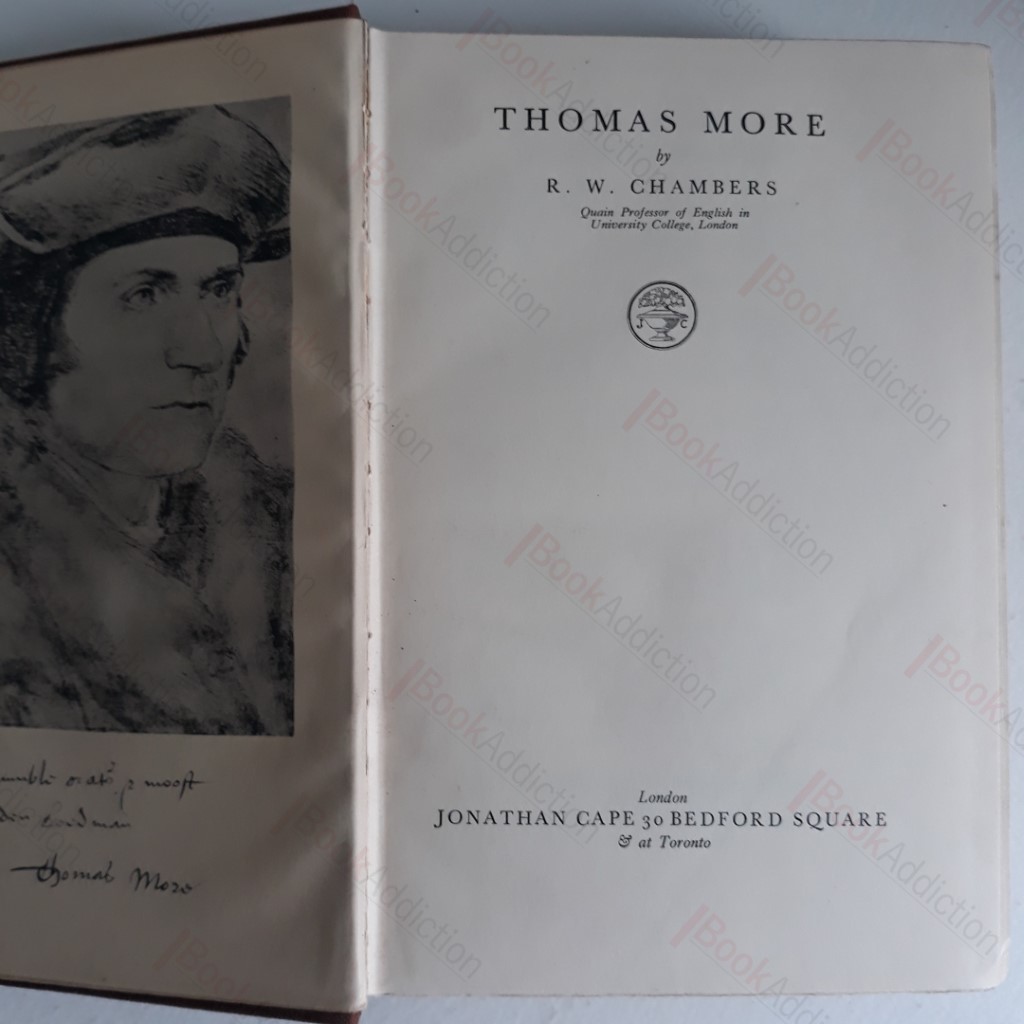 THOMAS MORE
by
R. W. CHAMBERS
Quain Professor of English in
University College, London
J C
London
JONATHAN CAPE 30 BEDFORD SQUARE
& at Toronto
Thomas More
BookAddiction